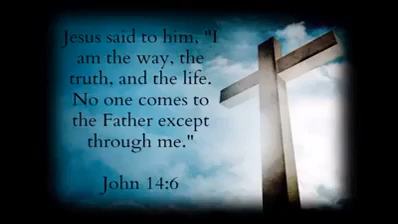 Jesus said to him, "I
am the way, the
truth, and the life.
No one comes to
the Father except
through me."
John 14:6